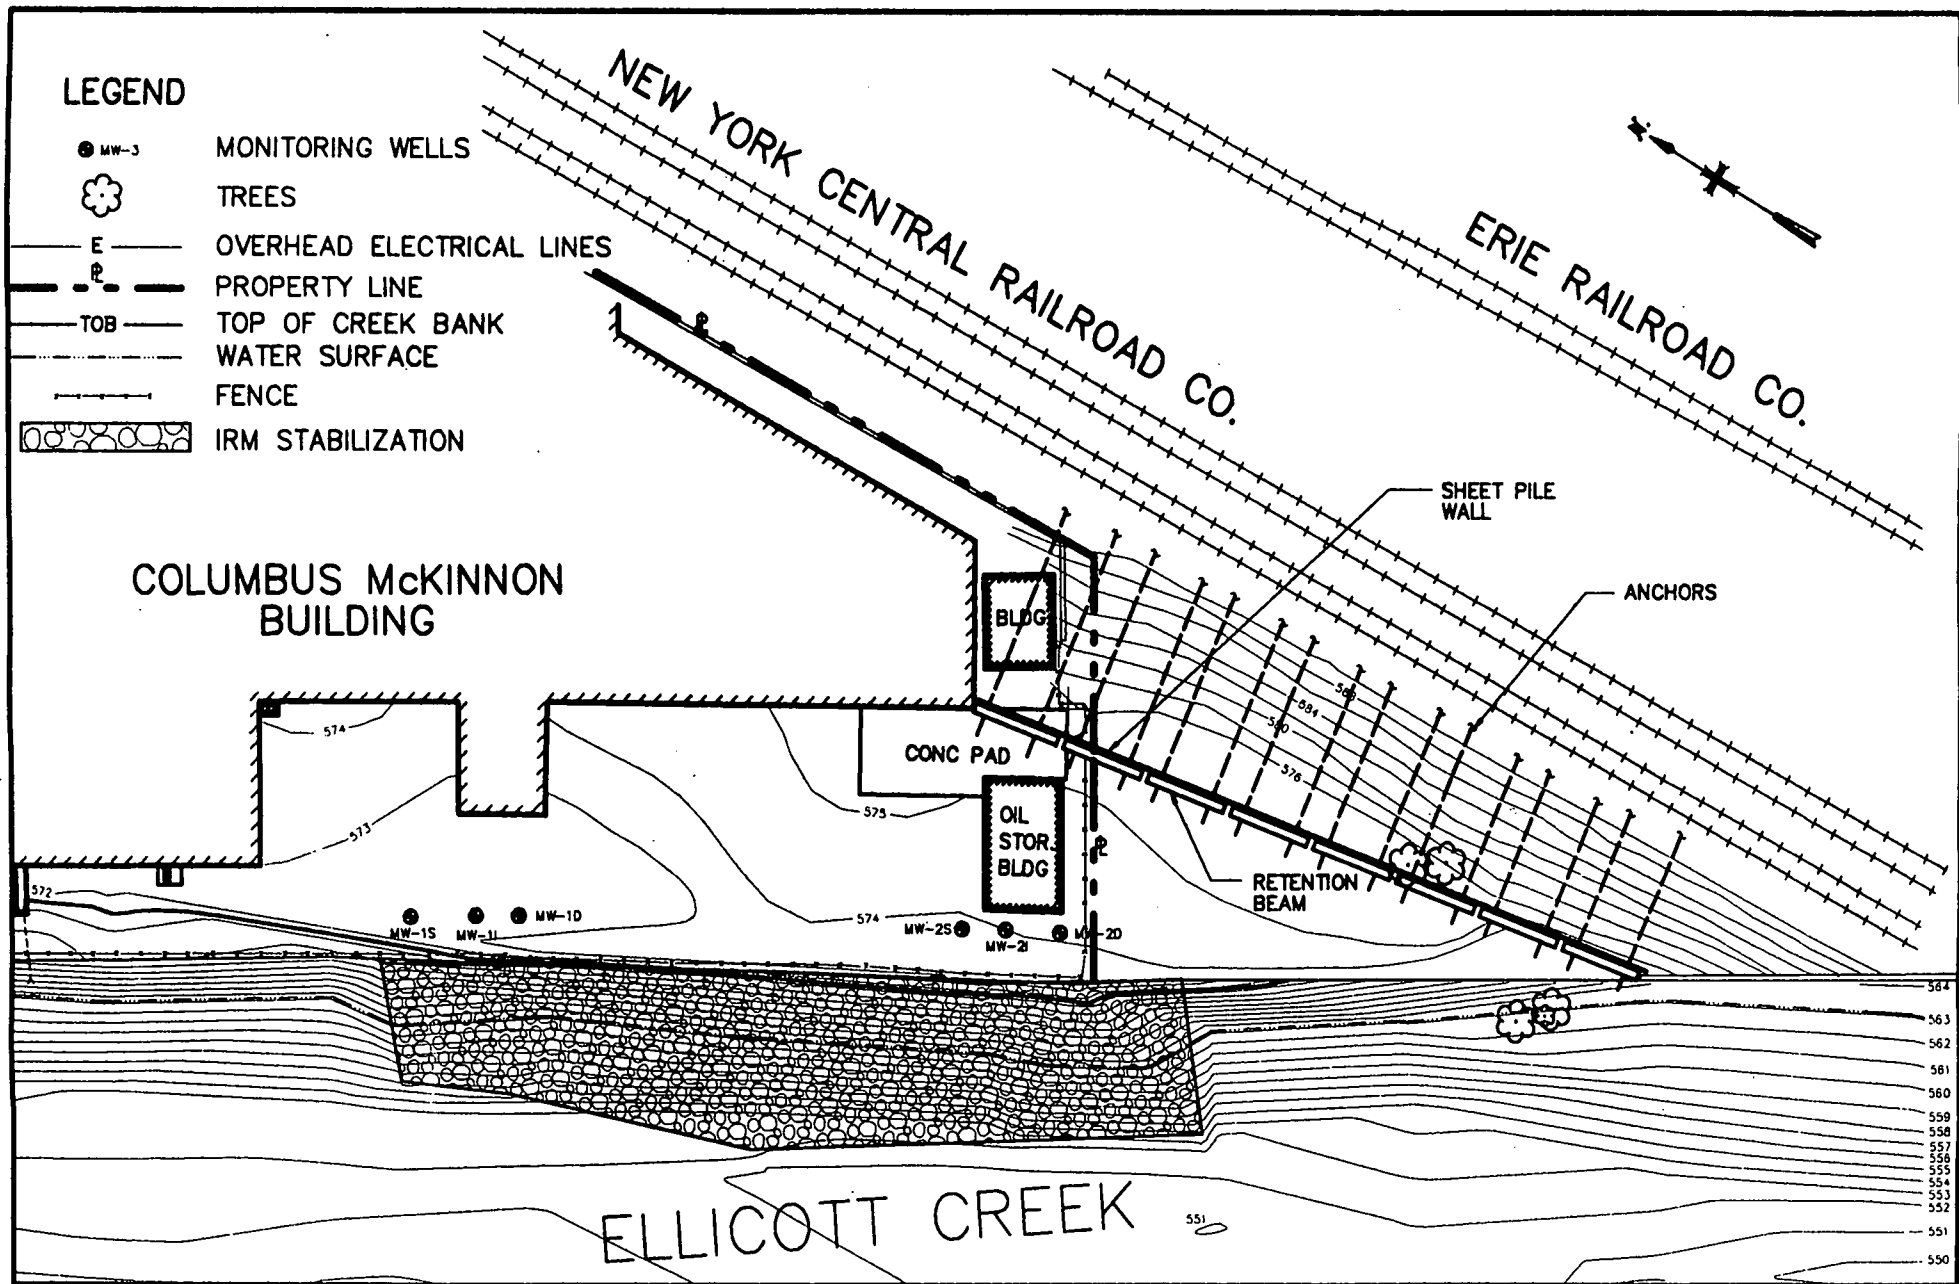 LEGEND
MW-3
MONITORING WELLS
TREES
E
OVERHEAD ELECTRICAL LINES
PROPERTY LINE
TOB
TOP OF CREEK BANK
WATER SURFACE
FENCE
IRM STABILIZATION
NEW YORK CENTRAL RAILROAD CO.
ERIE RAILROAD CO.
SHEET PILE
WALL
ANCHORS
COLUMBUS McKINNON
BUILDING
BLDG
CONC PAD
OIL
STOR.
BLDG
RETENTION
BEAM
584
580
576
574
573
575
572
574
MW-1S
MW-1I
MW-1D
MW-2S
MW-2I
MW-2D
564
563
562
561
560
559
558
557
556
555
554
553
552
551
550
ELLICOTT CREEK
551